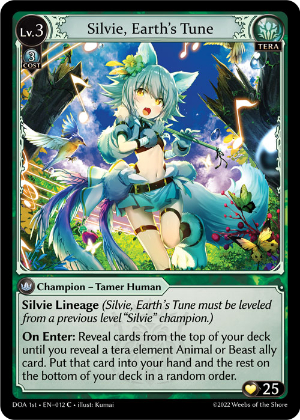 Lv.3
Silvie, Earth's Tune
TERA
3
COST
Champion – Tamer Human
Silvie Lineage (Silvie, Earth's Tune must be leveled
from a previous level "Silvie" champion.)
On Enter: Reveal cards from the top of your deck
until you reveal a tera element Animal or Beast ally
card. Put that card into your hand and the rest on
the bottom of your deck in a random order.
25
DOA 1st • EN-012 C • illust: Kumai
©2022 Weebs of the Shore